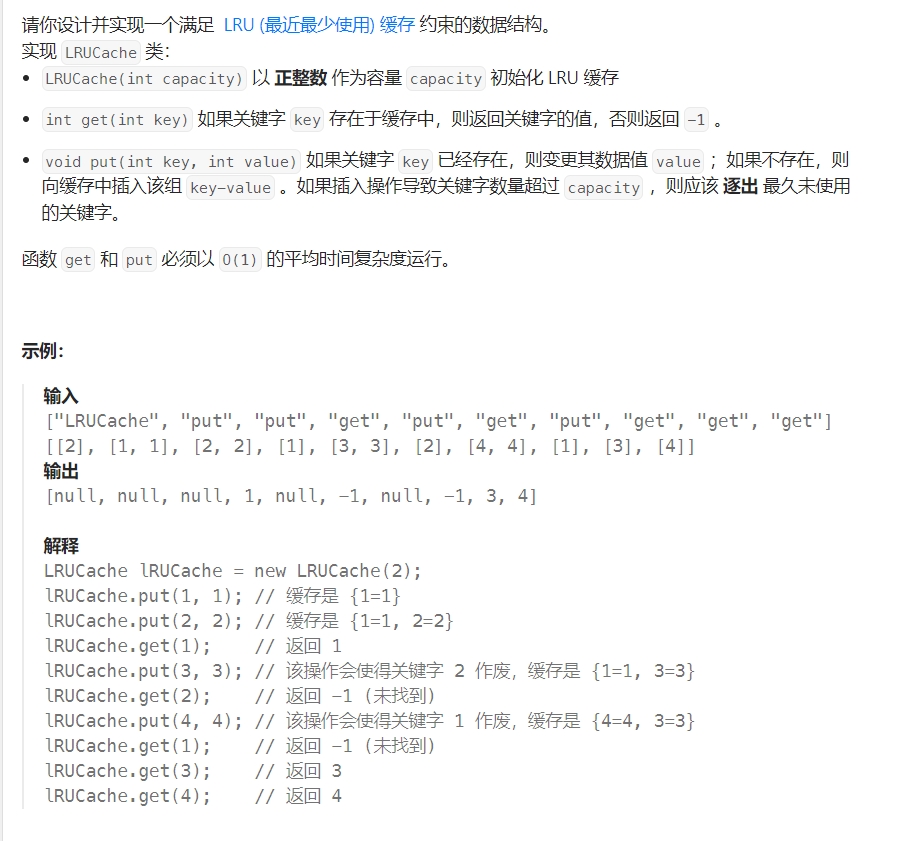 请你设计并实现一个满足 LRU (最近最少使用) 缓存 约束的数据结构。
实现 LRUCache 类：
• LRUCache(int capacity) 以 正整数 作为容量 capacity 初始化 LRU 缓存
• int get(int key) 如果关键字 key 存在于缓存中，则返回关键字的值，否则返回 -1 。
• void put(int key, int value) 如果关键字 key 已经存在，则变更其数据值 value ；如果不存在，则
向缓存中插入该组 key-value 。如果插入操作导致关键字数量超过 capacity ，则应该 逐出 最久未使用
的关键字。
函数 get 和 put 必须以 O(1) 的平均时间复杂度运行。
示例：
输入
["LRUCache", "put", "put", "get", "put", "get", "put", "get", "get", "get"]
[[2], [1, 1], [2, 2], [1], [3, 3], [2], [4, 4], [1], [3], [4]]
输出
[null, null, null, 1, null, -1, null, -1, 3, 4]
解释
LRUCache lRUCache = new LRUCache(2);
lRUCache.put(1, 1); // 缓存是 {1=1}
lRUCache.put(2, 2); // 缓存是 {1=1, 2=2}
lRUCache.get(1);    // 返回 1
lRUCache.put(3, 3); // 该操作会使得关键字 2 作废，缓存是 {1=1, 3=3}
lRUCache.get(2);    // 返回 -1 (未找到)
lRUCache.put(4, 4); // 该操作会使得关键字 1 作废，缓存是 {4=4, 3=3}
lRUCache.get(1);    // 返回 -1 (未找到)
lRUCache.get(3);    // 返回 3
lRUCache.get(4);    // 返回 4